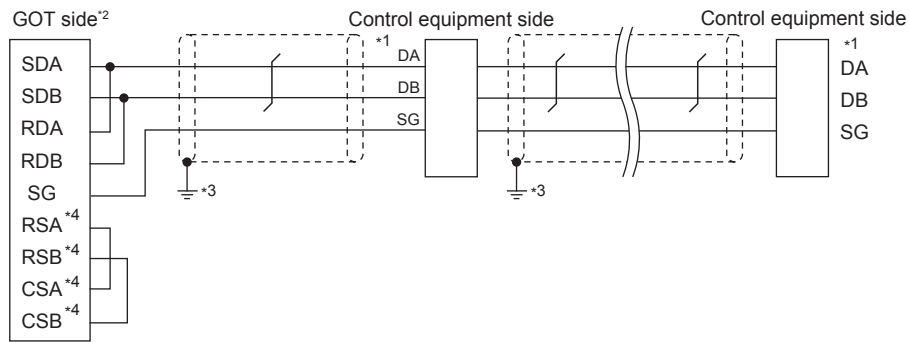 GOT side*2
Control equipment side
Control equipment side
SDA
SDB
RDA
RDB
SG
RSA*4
RSB*4
CSA*4
CSB*4
*1
DA
DB
SG
*3
*3
*1
DA
DB
SG